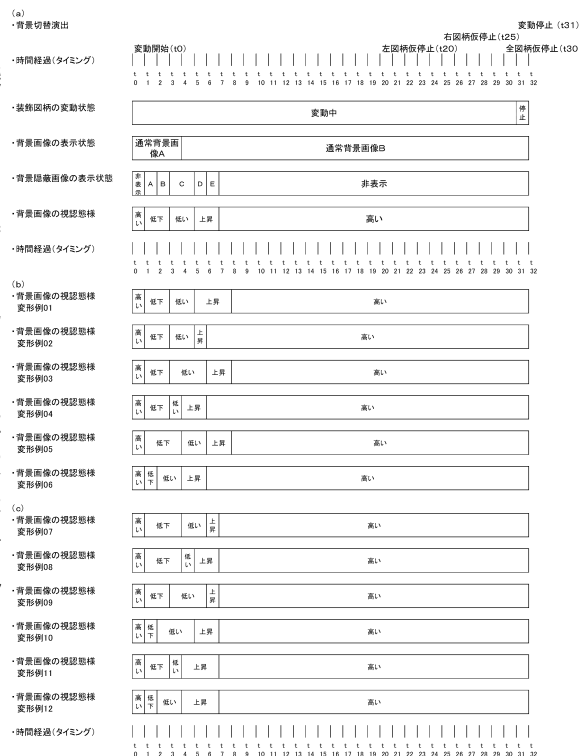 (a)
・背景切替演出
変動停止(t31)
右図柄仮停止(t25)
変動開始(t0)
左図柄仮停止(t20)
全図柄仮停止(t30
・時間経過(タイミング)
t t t t t t t t t t t t t t t t t t t t t t t t t t t t t t t t t
0 1 2 3 4 5 6 7 8 9 10 11 12 13 14 15 16 17 18 19 20 21 22 23 24 25 26 27 28 29 30 31 32
・装飾図柄の変動状態
変動中
停止
・背景画像の表示状態
通常背景画像A
通常背景画像B
・背景隠蔽画像の表示状態
非表示 A B C D E 非表示
・背景画像の視認態様
高い 低下 低い 上昇 高い
・時間経過(タイミング)
t t t t t t t t t t t t t t t t t t t t t t t t t t t t t t t t t
0 1 2 3 4 5 6 7 8 9 10 11 12 13 14 15 16 17 18 19 20 21 22 23 24 25 26 27 28 29 30 31 32
(b)
・背景画像の視認態様
変形例01
高い 低下 低い 上昇 高い
・背景画像の視認態様
変形例02
高い 低下 低い 上昇 高い
・背景画像の視認態様
変形例03
高い 低下 低い 上昇 高い
・背景画像の視認態様
変形例04
高い 低下 低い 上昇 高い
・背景画像の視認態様
変形例05
高い 低下 低い 上昇 高い
・背景画像の視認態様
変形例06
高い 低下 低い 上昇 高い
(c)
・背景画像の視認態様
変形例07
高い 低下 低い 上昇 高い
・背景画像の視認態様
変形例08
高い 低下 低い 上昇 高い
・背景画像の視認態様
変形例09
高い 低下 低い 上昇 高い
・背景画像の視認態様
変形例10
高い 低下 低い 上昇 高い
・背景画像の視認態様
変形例11
高い 低下 低い 上昇 高い
・背景画像の視認態様
変形例12
高い 低下 低い 上昇 高い
・時間経過(タイミング)
t t t t t t t t t t t t t t t t t t t t t t t t t t t t t t t t t
0 1 2 3 4 5 6 7 8 9 10 11 12 13 14 15 16 17 18 19 20 21 22 23 24 25 26 27 28 29 30 31 32